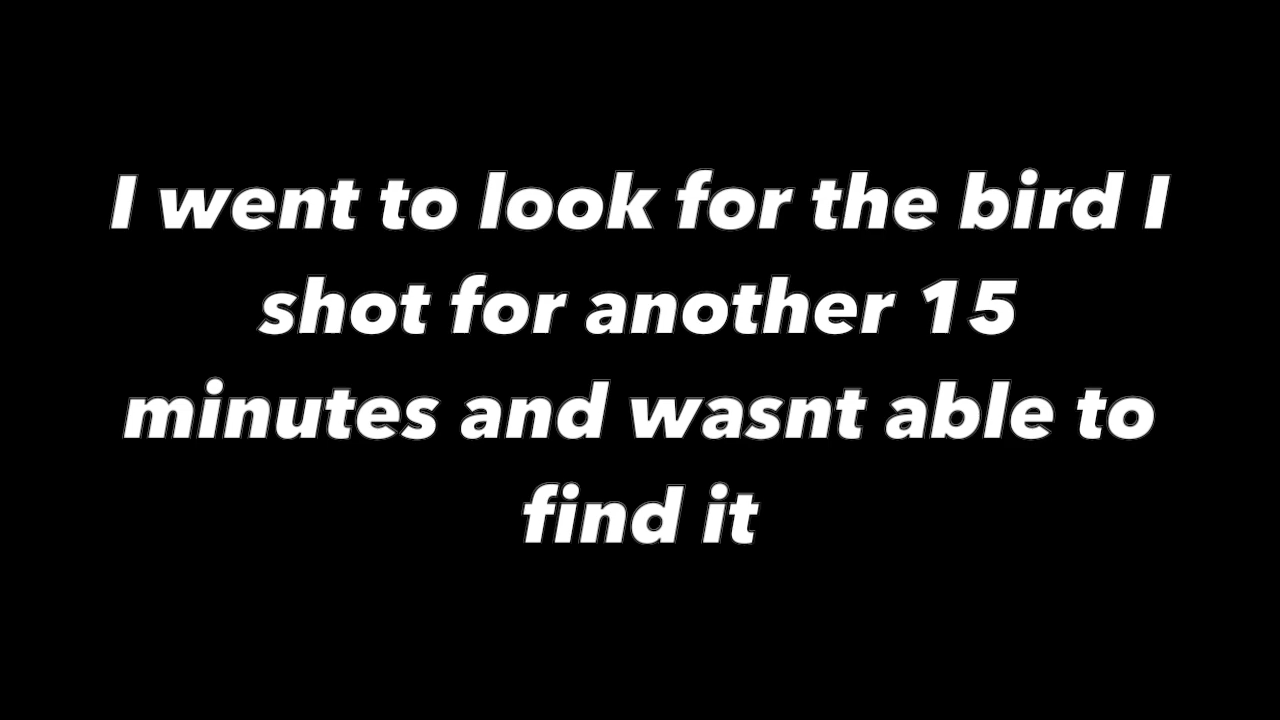 I went to look for the bird I
shot for another 15
minutes and wasnt able to
find it